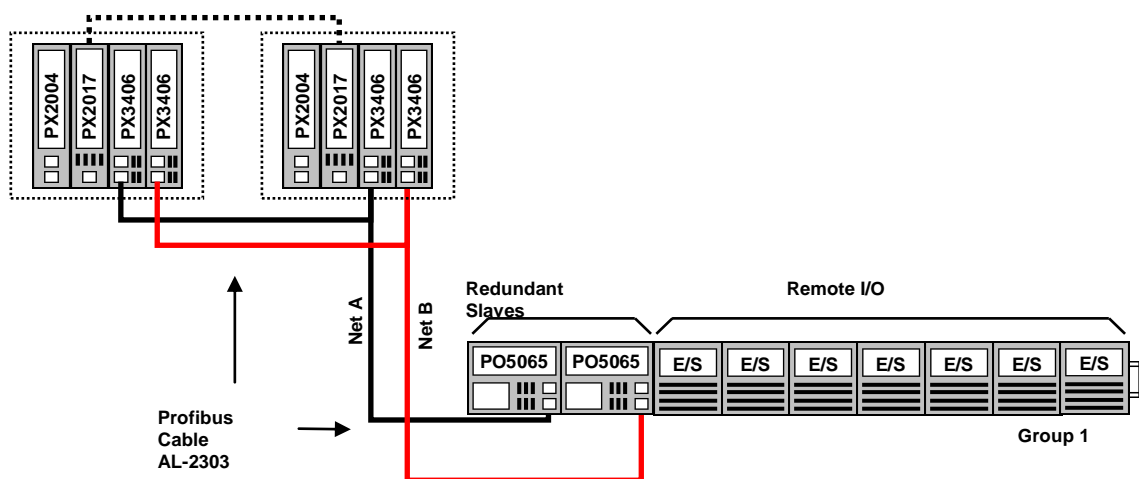 PX2004
PX2017
PX3406
PX3406
PX2004
PX2017
PX3406
PX3406
Net A
Net B
Redundant
Slaves
Remote I/O
PO5065
PO5065
E/S
E/S
E/S
E/S
E/S
E/S
E/S
Profibus
Cable
AL-2303
Group 1